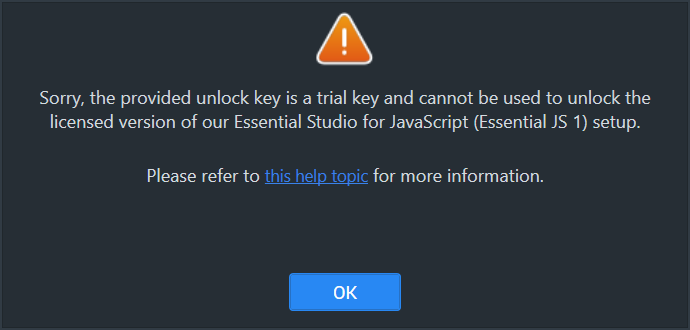 Sorry, the provided unlock key is a trial key and cannot be used to unlock the
licensed version of our Essential Studio for JavaScript (Essential JS 1) setup.
Please refer to this help topic for more information.
OK